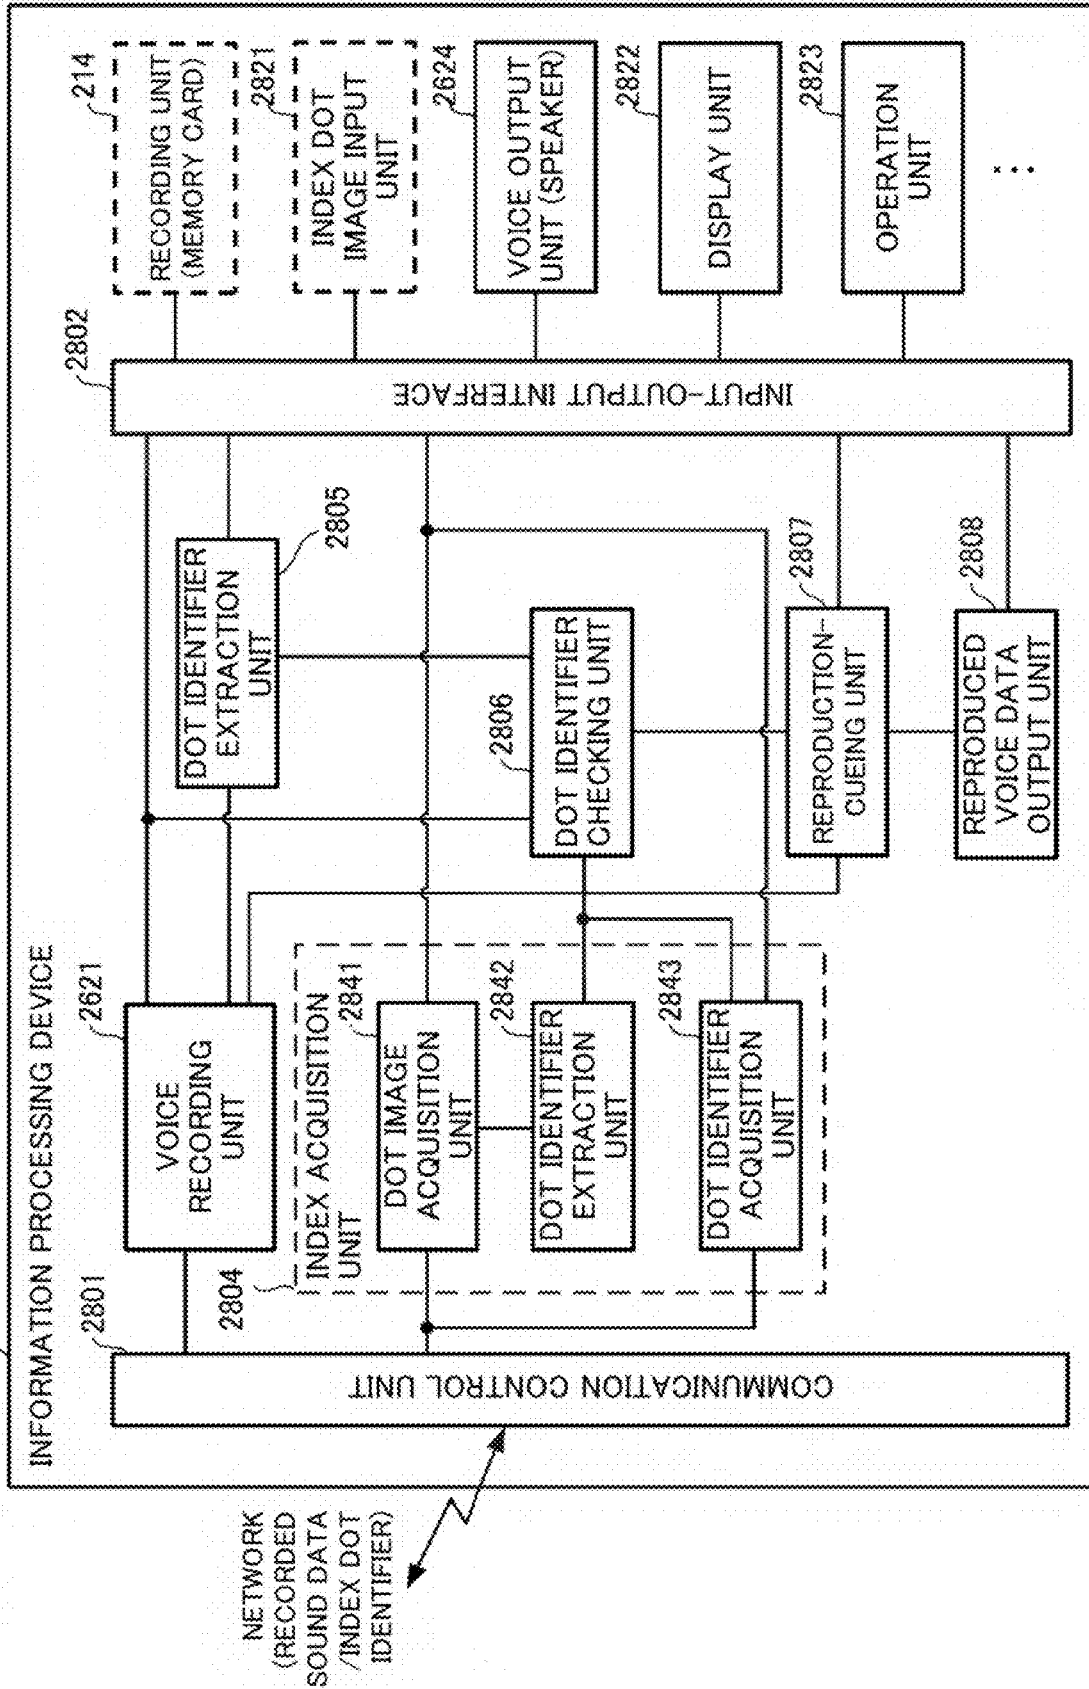 INFORMATION PROCESSING DEVICE
NETWORK
(RECORDED
SOUND DATA
/INDEX DOT
IDENTIFIER)
2801
COMMUNICATION CONTROL UNIT
2621
VOICE
RECORDING
UNIT
2804
INDEX ACQUISITION
UNIT
2841
DOT IMAGE
ACQUISITION
UNIT
2842
DOT IDENTIFIER
EXTRACTION
UNIT
2843
DOT IDENTIFIER
ACQUISITION
UNIT
DOT IDENTIFIER
EXTRACTION
UNIT
2805
2806
DOT IDENTIFIER
CHECKING UNIT
2807
REPRODUCTION-
CUEING UNIT
2808
REPRODUCED
VOICE DATA
OUTPUT UNIT
2802
INPUT-OUTPUT INTERFACE
214
RECORDING UNIT
(MEMORY CARD)
2821
INDEX DOT
IMAGE INPUT
UNIT
2624
VOICE OUTPUT
UNIT (SPEAKER)
2822
DISPLAY UNIT
2823
OPERATION
UNIT